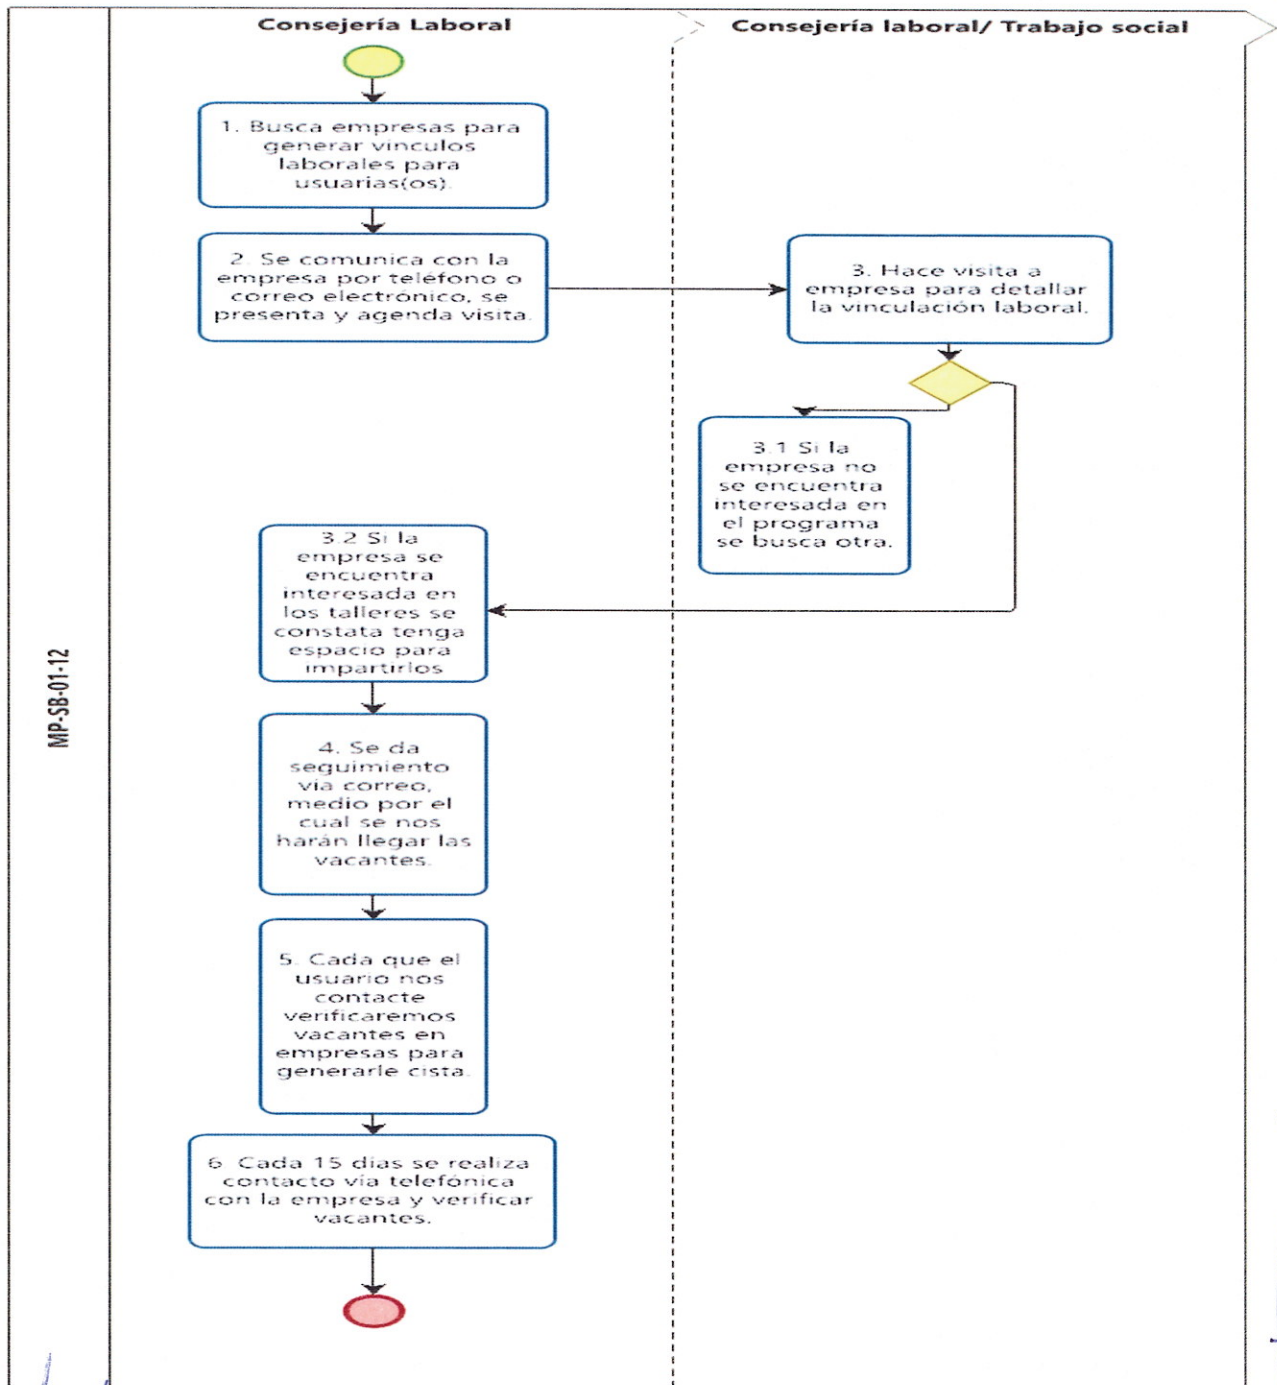 Consejería Laboral
Consejería laboral/ Trabajo social
1. Busca empresas para
generar vinculos
laborales para
usuarias(os).
2. Se comunica con la
empresa por teléfono o
correo electrónico, se
presenta y agenda visita.
3. Hace visita a
empresa para detallar
la vinculación laboral.
3.1 Si la
empresa no
se encuentra
interesada en
el programa
se busca otra.
3.2 Si la
empresa se
encuentra
interesada en
los talleres se
constata tenga
espacio para
impartirlos
MP-SB-01-12
4. Se da
seguimiento
via correo,
medio por el
cual se nos
harán llegar las
vacantes.
5. Cada que el
usuario nos
contacte
verificaremos
vacantes en
empresas para
generarle cista.
6. Cada 15 dias se realiza
contacto vía telefónica
con la empresa y verificar
vacantes.